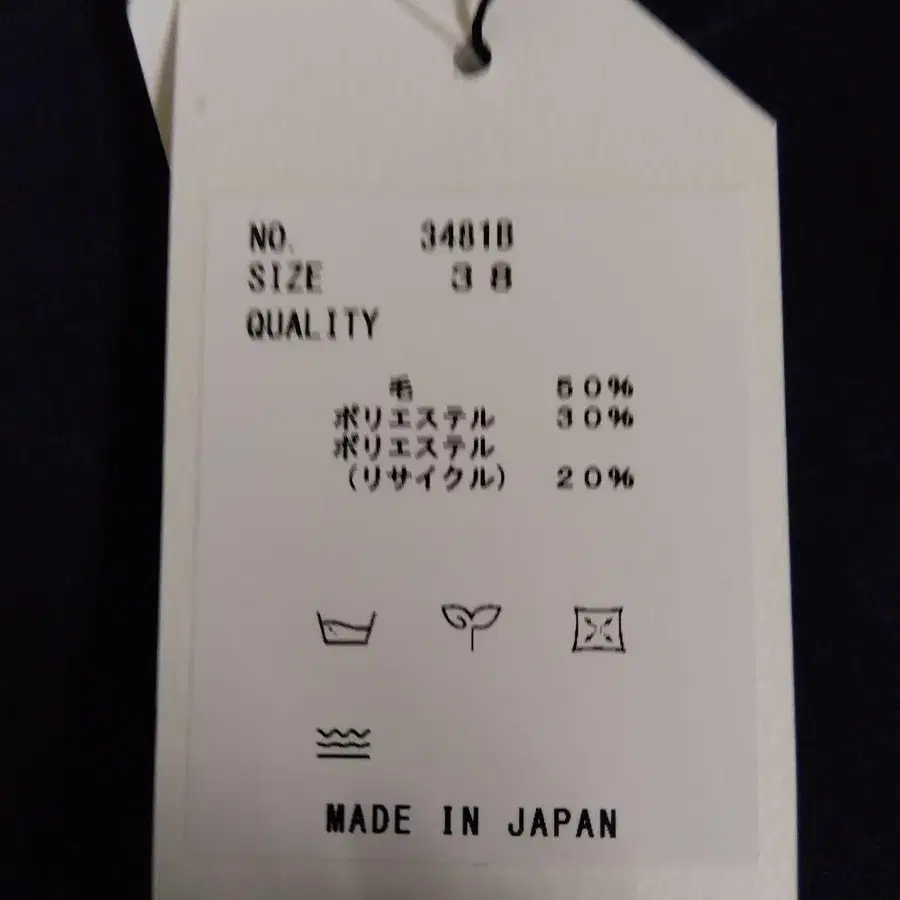 NO. 3481B
SIZE 38
QUALITY
毛 50%
ポリエステル 30%
ポリエステル
(リサイクル) 20%
MADE IN JAPAN